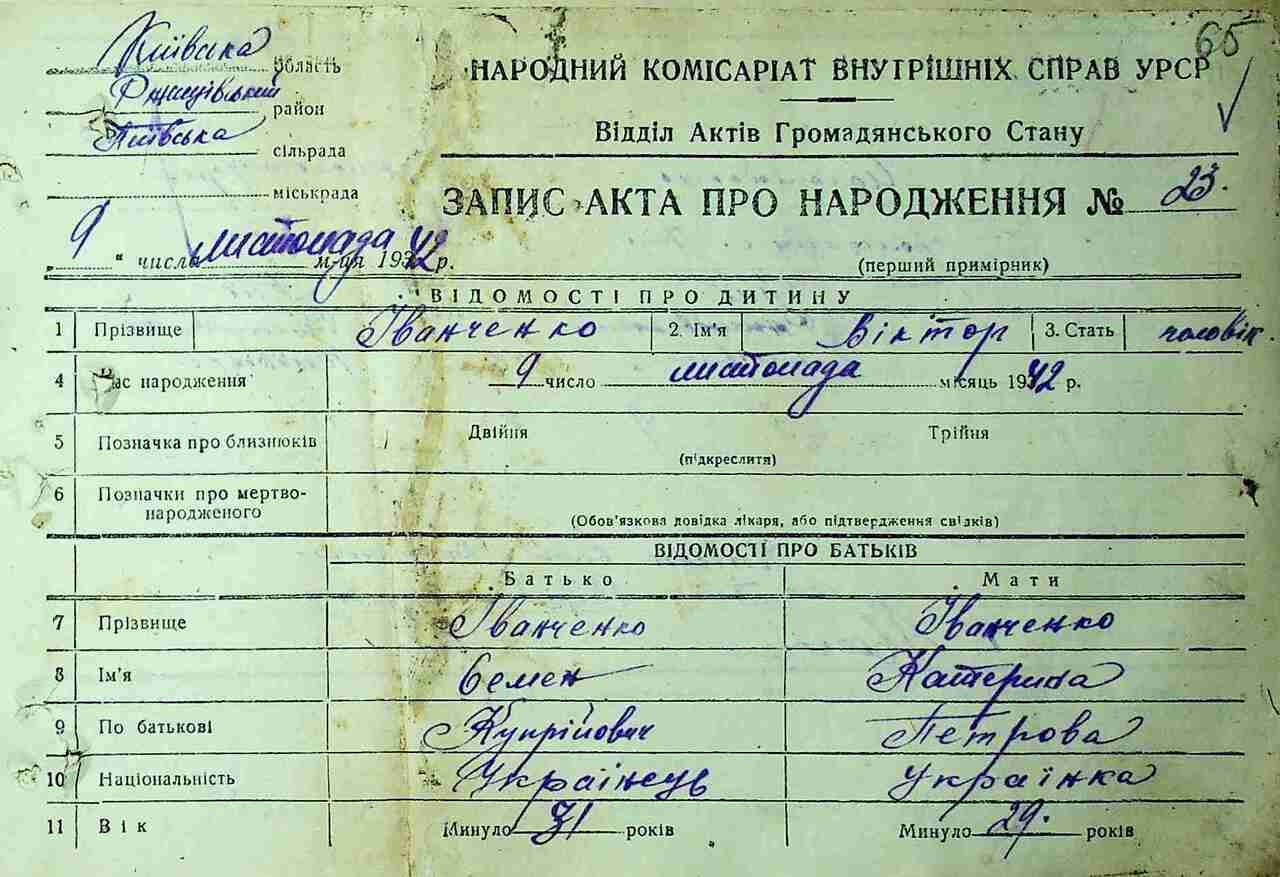 65
Київська область
Ржищівський район
сільрада
міськрада
НАРОДНИЙ КОМІСАРІАТ ВНУТРІШНІХ СПРАВ УРСР
Відділ Актів Громадянського Стану
ЗАПИС АКТА ПРО НАРОДЖЕННЯ № 23.
(перший примірник)
9 " числа листопада м-ця 1942 р.
ВІДОМОСТІ ПРО ДИТИНУ
1 Прізвище Іванченко 2. Ім'я Віктор 3. Стать чоловік.
4 Час народження 9 число листопада місяць 1942 р.
5 Позначка про близнюків Двійня Трійня
(підкреслити)
6 Позначки про мертво-
народженого
(Обов'язкова довідка лікаря, або підтвердження свідків)
ВІДОМОСТІ ПРО БАТЬКІВ
Батько Мати
7 Прізвище Іванченко Іванченко
8 Ім'я Семен Катерина
9 По батькові Купрійович Петрова
10 Національність Українець Українка
11 Вік Минуло 31 років Минуло 29. років